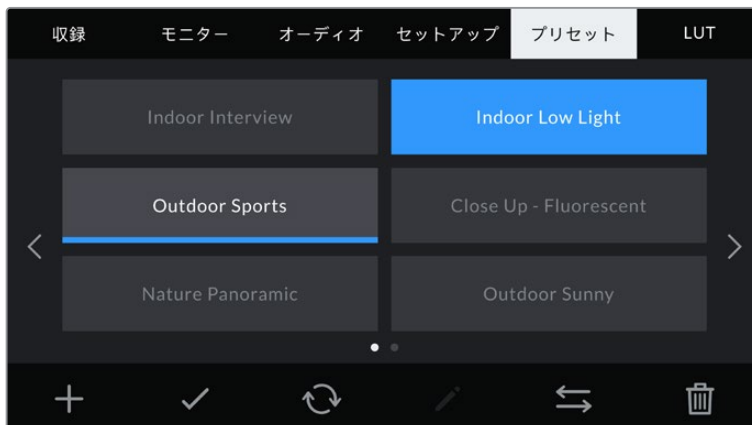 収録 モニター オーディオ セットアップ プリセット LUT
Indoor Interview Indoor Low Light
Outdoor Sports Close Up - Fluorescent
Nature Panoramic Outdoor Sunny